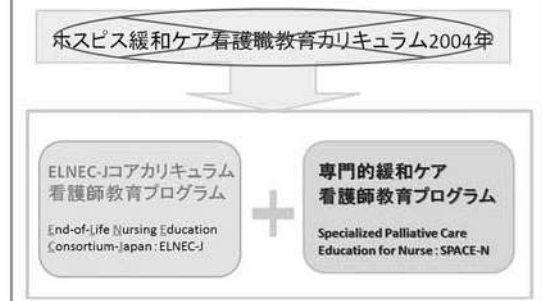 ホスピス緩和ケア看護職教育カリキュラム2004年
ELNEC-Jコアカリキュラム
看護師教育プログラム
End-of-Life Nursing Education
Consortium-Japan:ELNEC-J
+
専門的緩和ケア
看護師教育プログラム
Specialized Palliative Care
Education for Nurse:SPACE-N